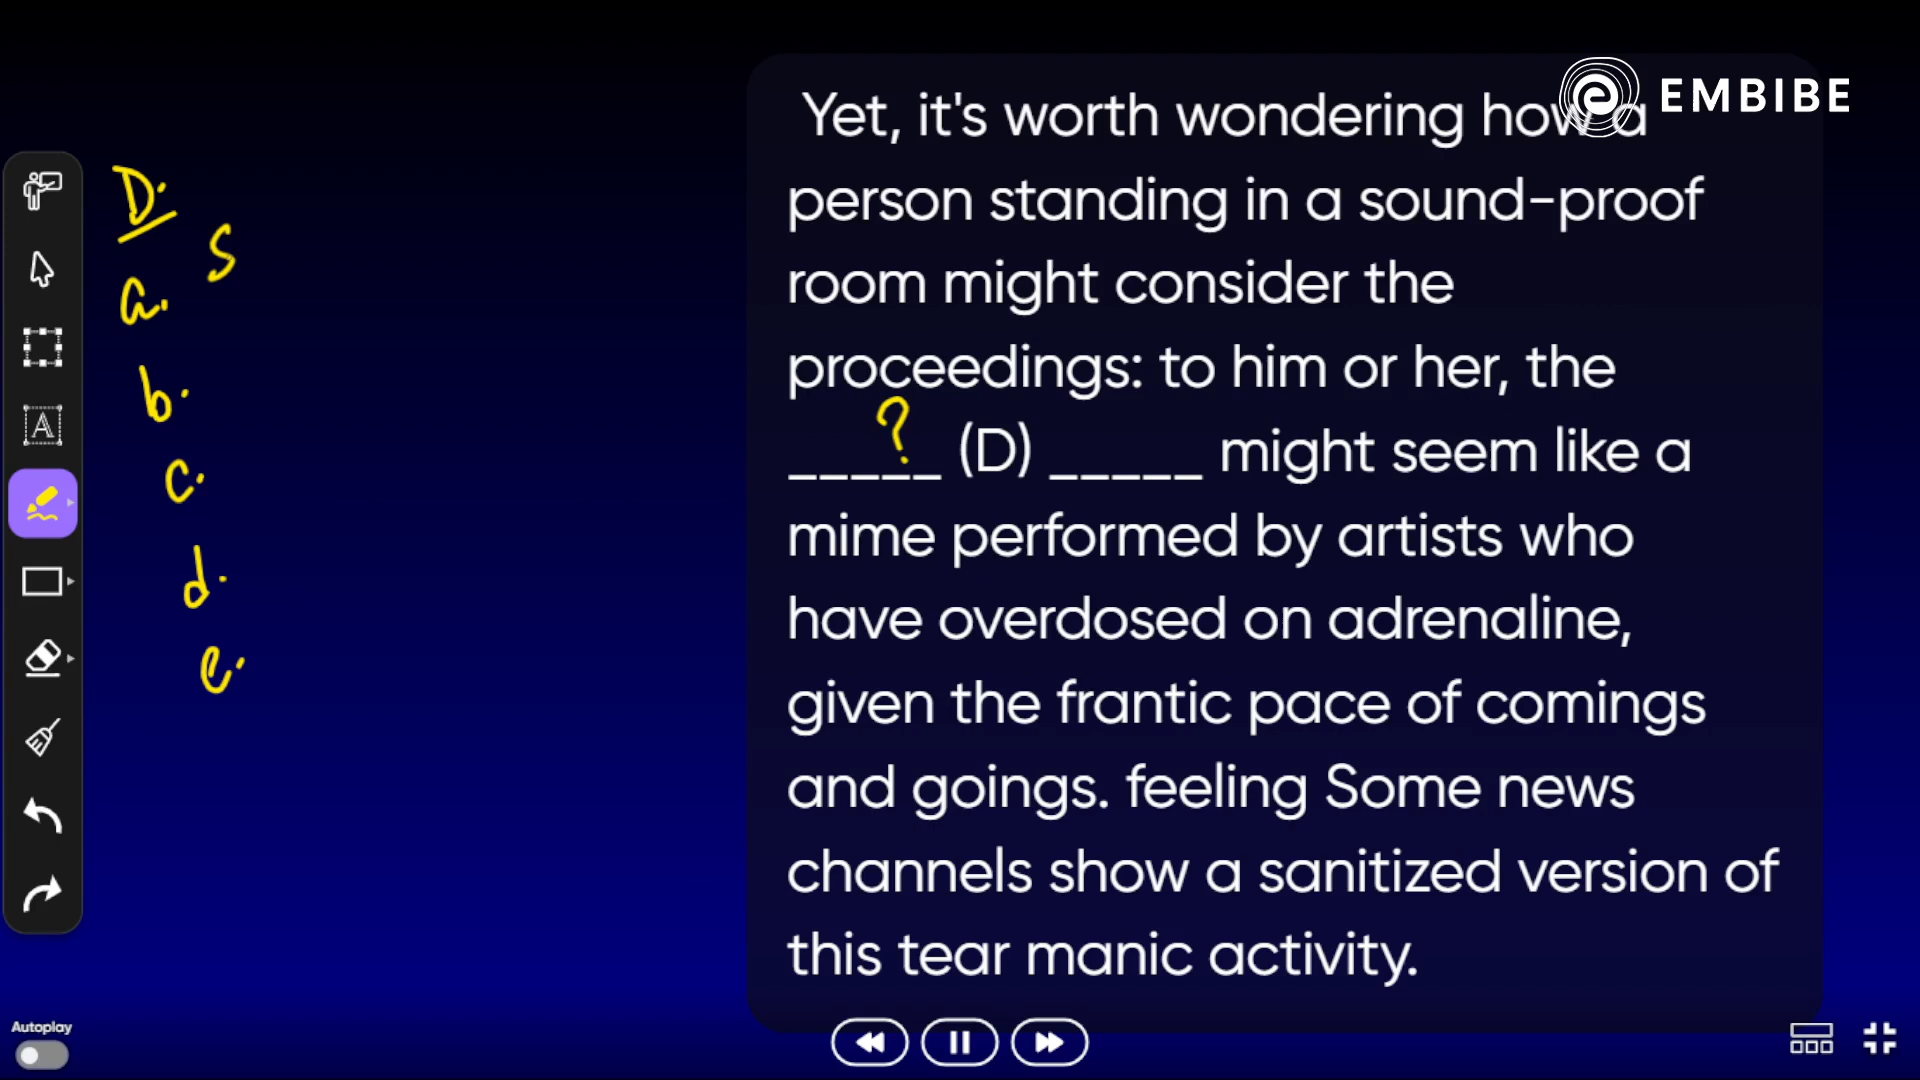 EMBIBE
Yet, it's worth wondering how a
person standing in a sound-proof
room might consider the
proceedings: to him or her, the
_____ (D) _____ might seem like a
mime performed by artists who
have overdosed on adrenaline,
given the frantic pace of comings
and goings. feeling Some news
channels show a sanitized version of
this tear manic activity.
?
D.
s
a.
b.
c.
d.
e.
A
Autoplay